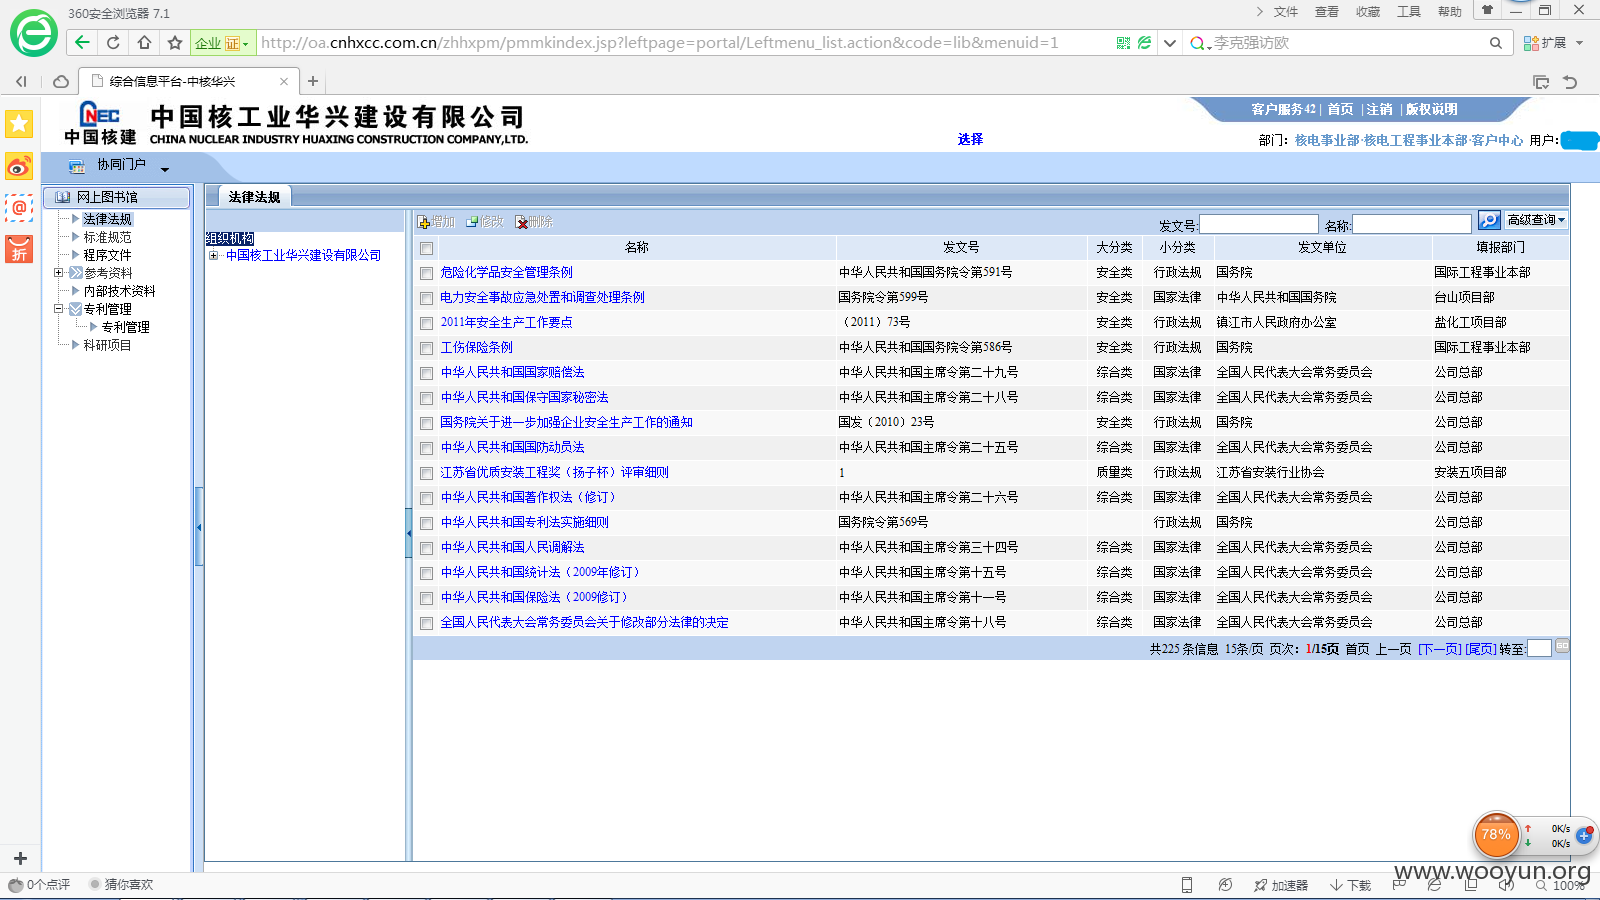 360安全浏览器 7.1
文件 查看 收藏 工具 帮助
企业 证 http://oa.cnhxcc.com.cn/zhhxpm/pmmkindex.jsp?leftpage=portal/Leftmenu_list.action&code=lib&menuid=1
李克强访欧
扩展
综合信息平台-中核华兴
CNEC
中国核建
中国核工业华兴建设有限公司
CHINA NUCLEAR INDUSTRY HUAXING CONSTRUCTION COMPANY,LTD.
客户服务42 | 首页 | 注销 | 版权说明
选择
部门: 核电事业部·核电工程事业本部·客户中心 用户:
协同门户
折
网上图书馆
法律法规
标准规范
程序文件
参考资料
内部技术资料
专利管理
专利管理
科研项目
法律法规
组织机构
中国核工业华兴建设有限公司
增加 修改 删除
发文号: 名称: 高级查询
名称 发文号 大分类 小分类 发文单位 填报部门
危险化学品安全管理条例 中华人民共和国国务院令第591号 安全类 行政法规 国务院 国际工程事业本部
电力安全事故应急处置和调查处理条例 国务院令第599号 安全类 国家法律 中华人民共和国国务院 台山项目部
2011年安全生产工作要点 （2011）73号 安全类 行政法规 镇江市人民政府办公室 盐化工项目部
工伤保险条例 中华人民共和国国务院令第586号 安全类 行政法规 国务院 国际工程事业本部
中华人民共和国国家赔偿法 中华人民共和国主席令第二十九号 综合类 国家法律 全国人民代表大会常务委员会 公司总部
中华人民共和国保守国家秘密法 中华人民共和国主席令第二十八号 综合类 国家法律 全国人民代表大会常务委员会 公司总部
国务院关于进一步加强企业安全生产工作的通知 国发（2010）23号 安全类 行政法规 国务院 公司总部
中华人民共和国国防动员法 中华人民共和国主席令第二十五号 综合类 国家法律 全国人民代表大会常务委员会 公司总部
江苏省优质安装工程奖（扬子杯）评审细则 1 质量类 行政法规 江苏省安装行业协会 安装五项目部
中华人民共和国著作权法（修订） 中华人民共和国主席令第二十六号 综合类 国家法律 全国人民代表大会常务委员会 公司总部
中华人民共和国专利法实施细则 国务院令第569号 行政法规 国务院 公司总部
中华人民共和国人民调解法 中华人民共和国主席令第三十四号 综合类 国家法律 全国人民代表大会常务委员会 公司总部
中华人民共和国统计法（2009年修订） 中华人民共和国主席令第十五号 综合类 国家法律 全国人民代表大会常务委员会 公司总部
中华人民共和国保险法（2009修订） 中华人民共和国主席令第十一号 综合类 国家法律 全国人民代表大会常务委员会 公司总部
全国人民代表大会常务委员会关于修改部分法律的决定 中华人民共和国主席令第十八号 综合类 国家法律 全国人民代表大会常务委员会 公司总部
共225 条信息 15条/页 页次: 1/15页 首页 上一页 [下一页] [尾页] 转至: GO
78%
0K/s
0K/s
www.wooyun.org
0个点评 猜你喜欢
加速器 下载 100%